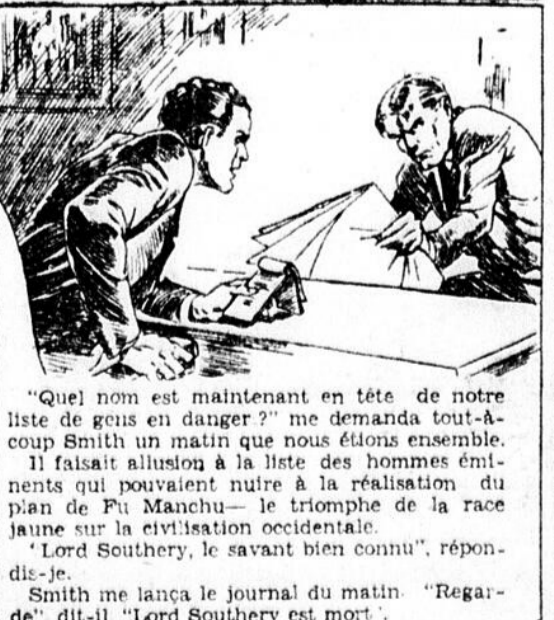 "Quel nom est maintenant en tête de notre
liste de gens en danger ?" me demanda tout-à-
coup Smith un matin que nous étions ensemble.
Il faisait allusion à la liste des hommes émi-
nents qui pouvaient nuire à la réalisation du
plan de Fu Manchu— le triomphe de la race
jaune sur la civilisation occidentale.
"Lord Southery, le savant bien connu", répon-
dis-je.
Smith me lança le journal du matin. "Regar-
de", dit-il. "Lord Southery est mort".